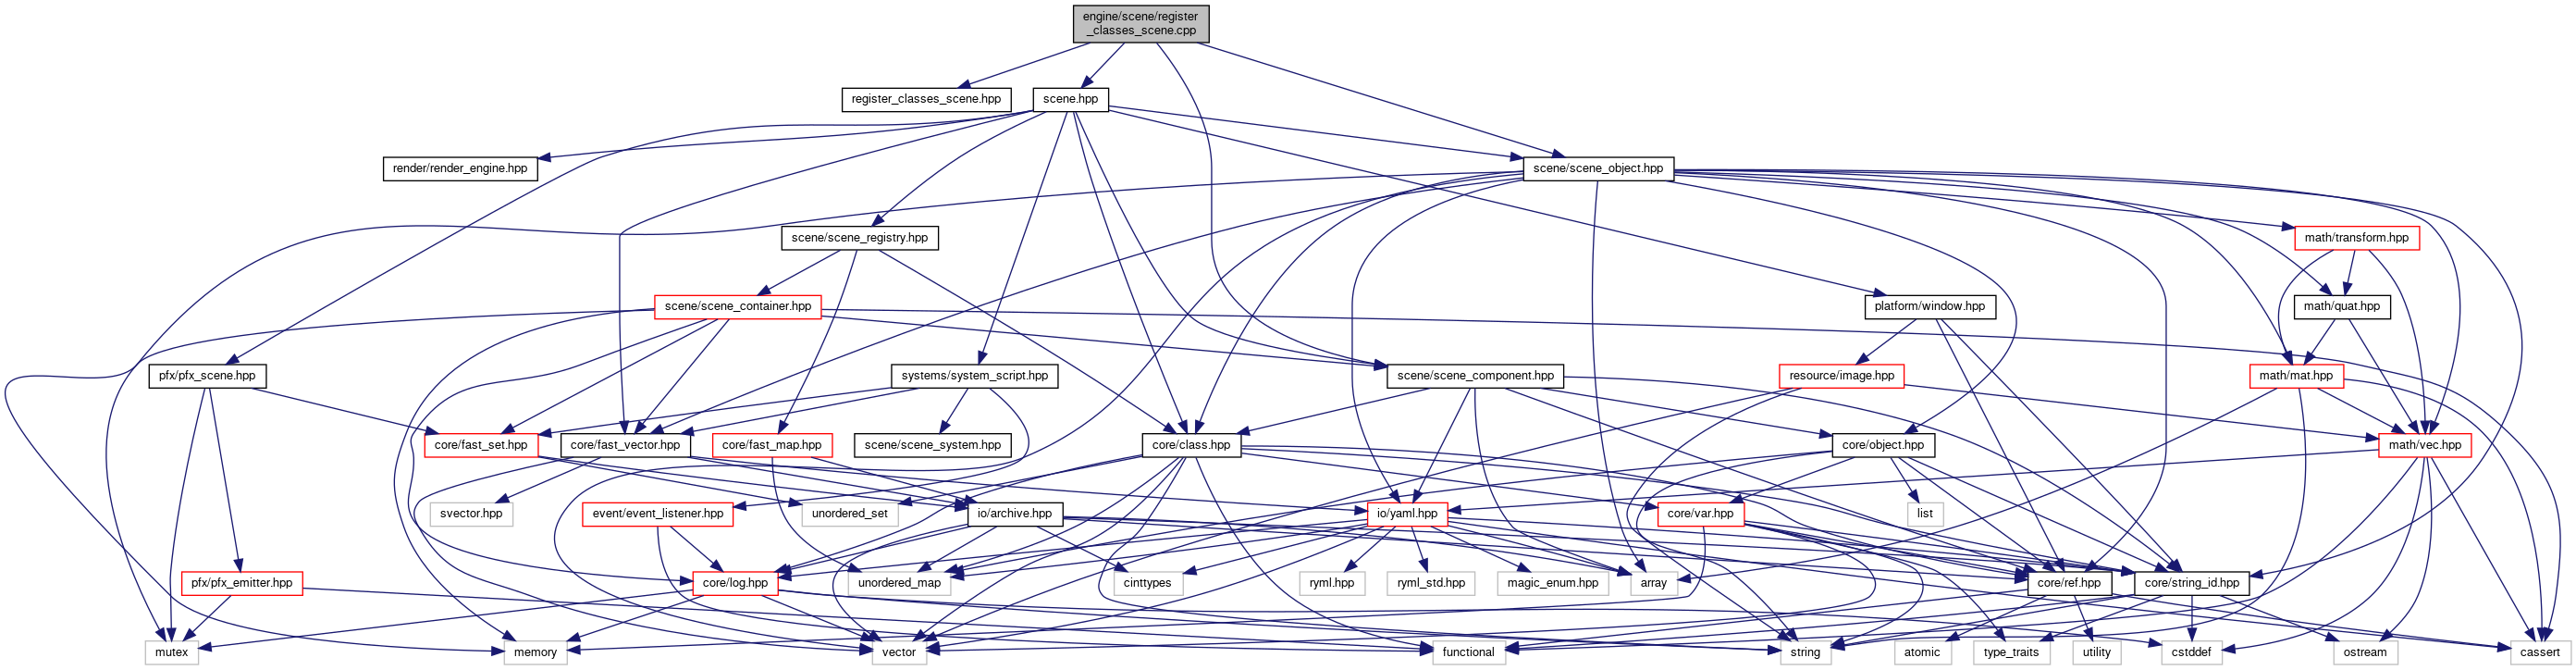 engine/scene/register
_classes_scene.cpp
register_classes_scene.hpp
scene.hpp
render/render_engine.hpp
scene/scene_object.hpp
scene/scene_registry.hpp
math/transform.hpp
scene/scene_container.hpp
platform/window.hpp
math/quat.hpp
pfx/pfx_scene.hpp
systems/system_script.hpp
scene/scene_component.hpp
resource/image.hpp
math/mat.hpp
core/fast_set.hpp
core/fast_vector.hpp
core/fast_map.hpp
scene/scene_system.hpp
core/class.hpp
core/object.hpp
math/vec.hpp
svector.hpp
event/event_listener.hpp
unordered_set
io/archive.hpp
io/yaml.hpp
core/var.hpp
list
pfx/pfx_emitter.hpp
core/log.hpp
unordered_map
cinttypes
ryml.hpp
ryml_std.hpp
magic_enum.hpp
array
core/ref.hpp
core/string_id.hpp
mutex
memory
vector
functional
string
atomic
type_traits
utility
cstddef
ostream
cassert